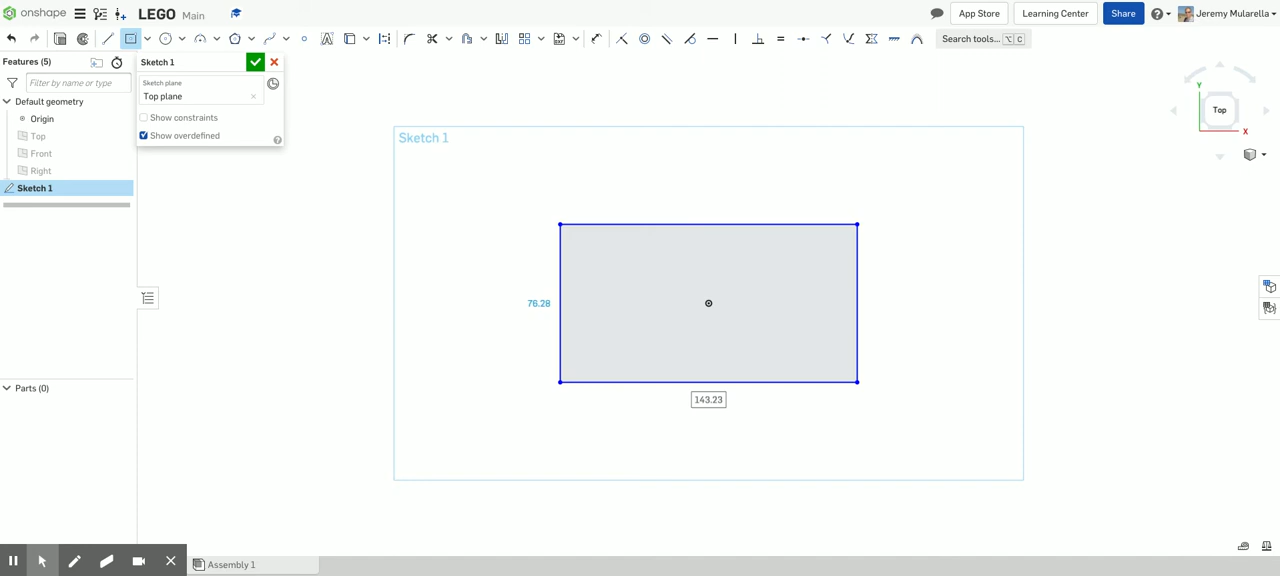 onshape
LEGO Main
App Store
Learning Center
Share
Jeremy Mularella
Search tools...
⌥ C
Features (5)
Filter by name or type
Default geometry
Origin
Top
Front
Right
Sketch 1
Sketch 1
Sketch plane
Top plane
Show constraints
Show overdefined
Sketch 1
76.28
143.23
Y
Top
X
Parts (0)
Assembly 1